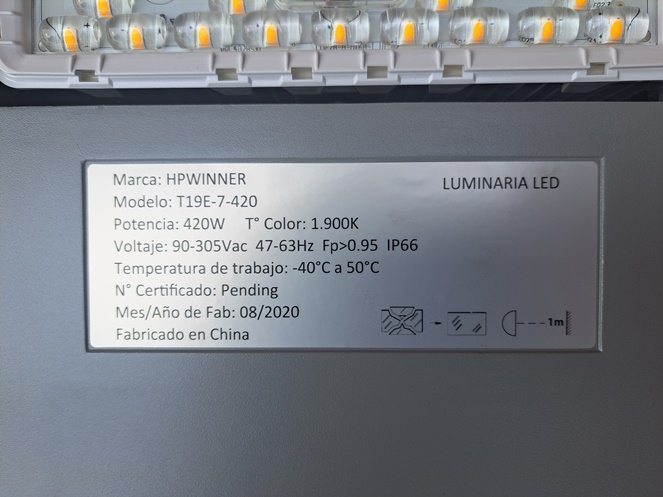 Marca: HPWINNER
LUMINARIA LED
Modelo: T19E-7-420
Potencia: 420W T° Color: 1.900K
Voltaje: 90-305Vac 47-63Hz Fp>0.95 IP66
Temperatura de trabajo: -40°C a 50°C
N° Certificado: Pending
Mes/Año de Fab: 08/2020
Fabricado en China
1m